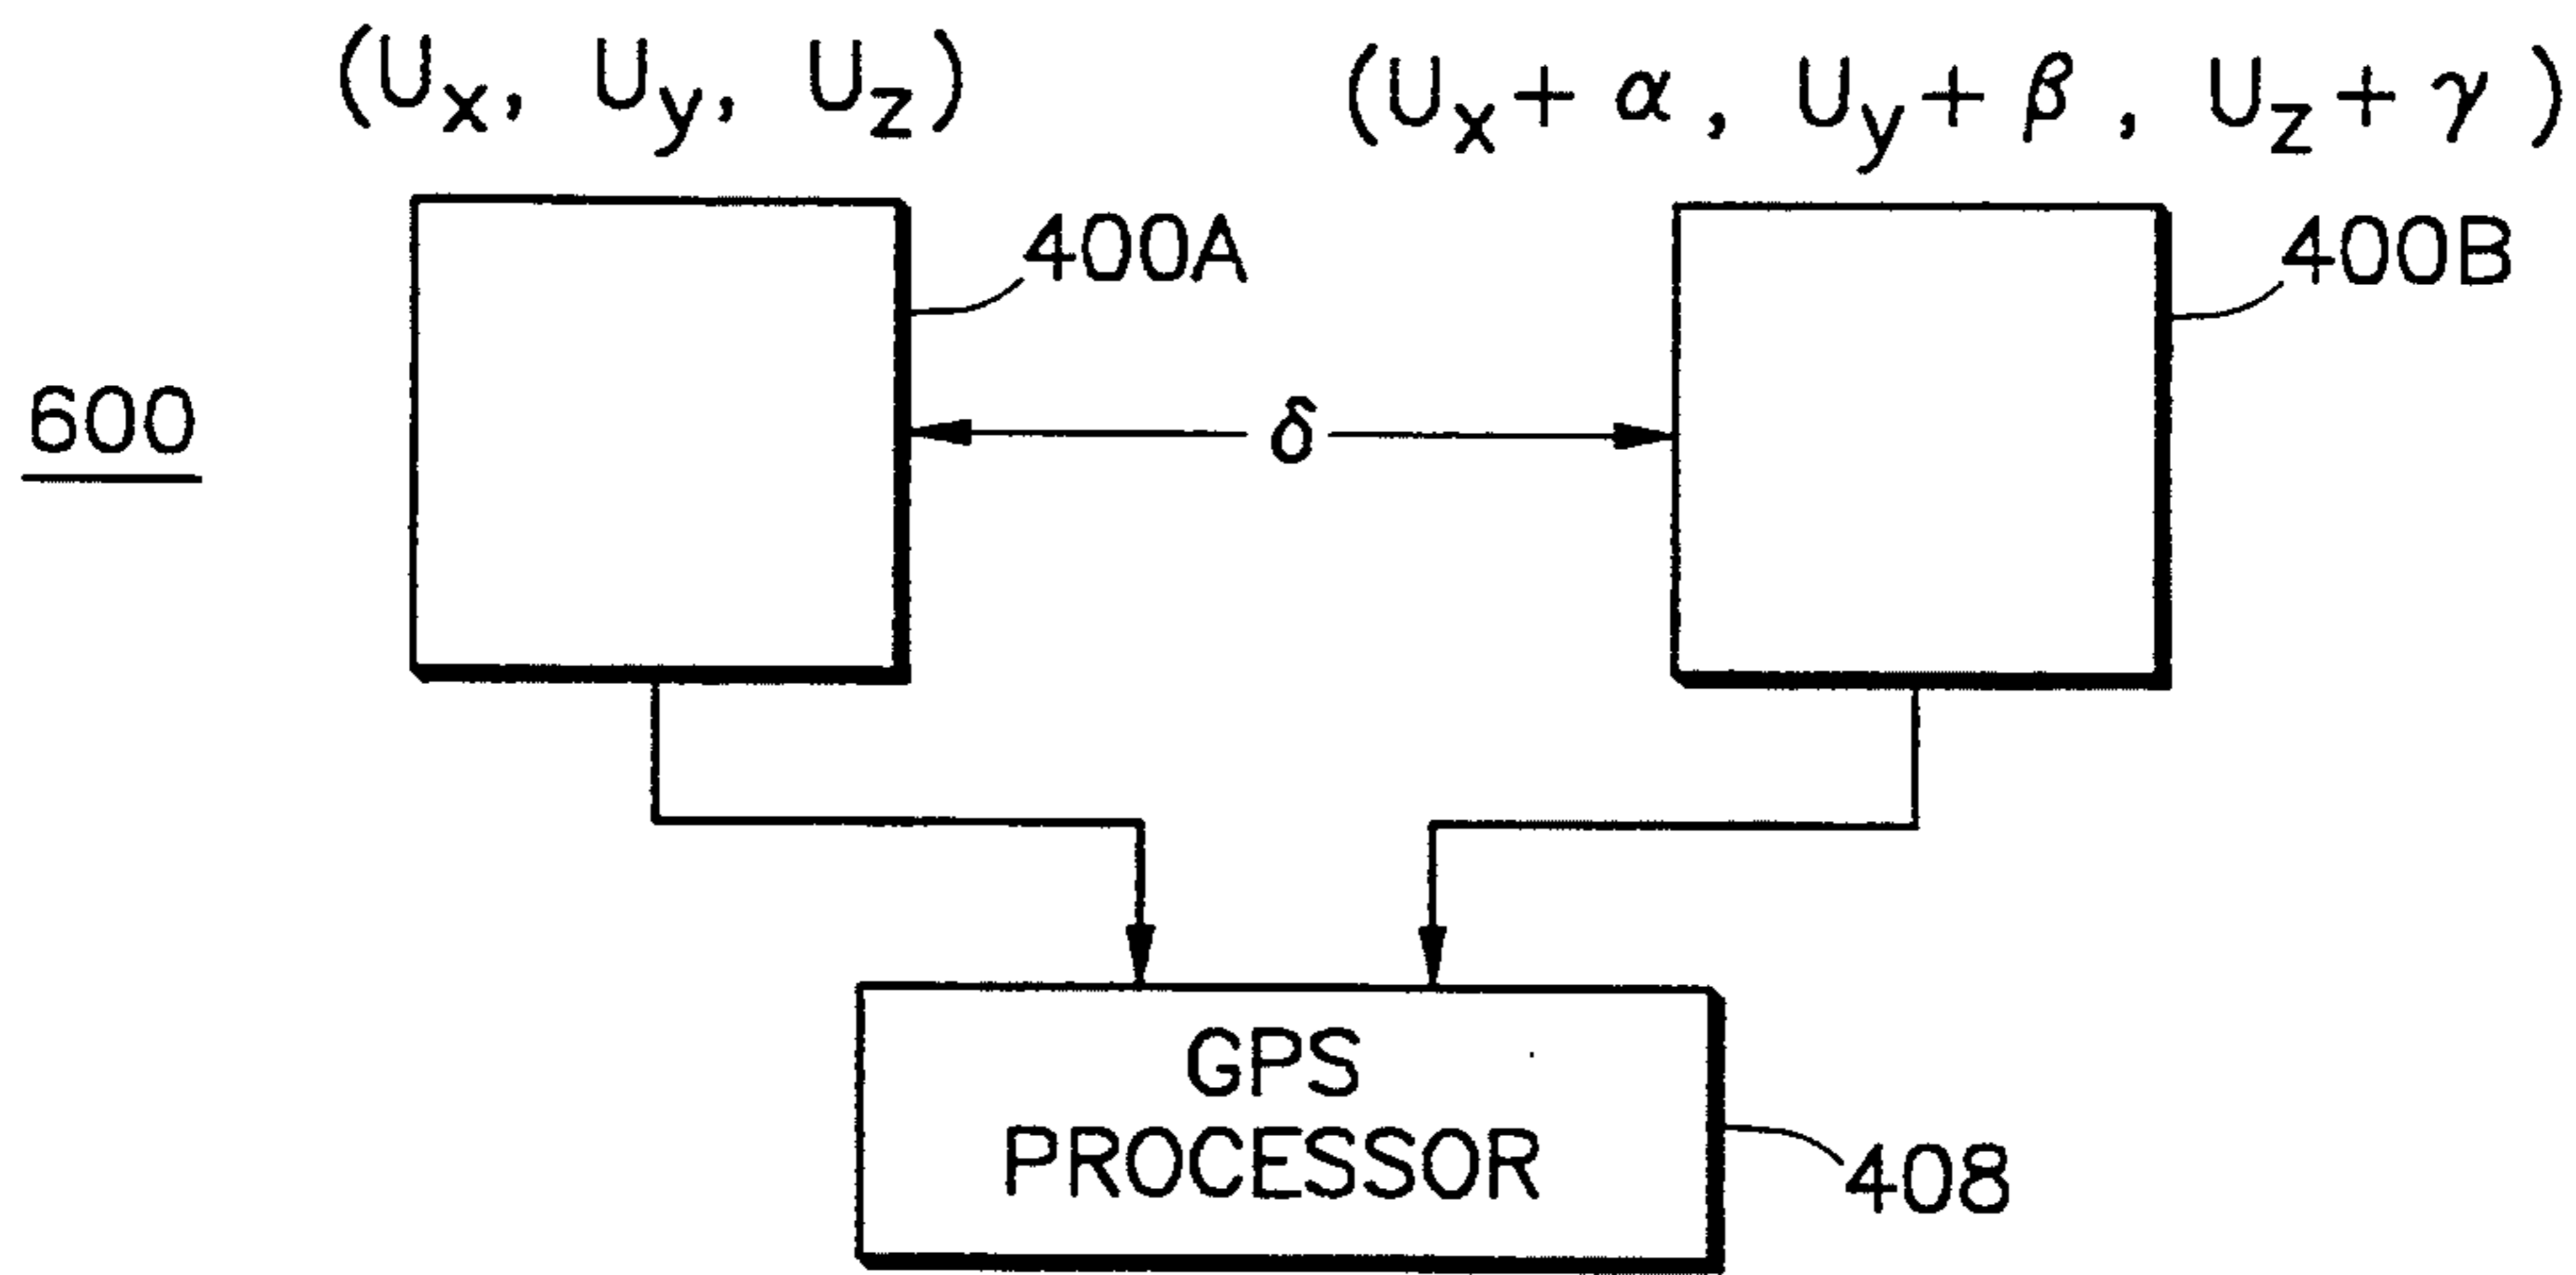 (Ux, Uy, Uz)
(Ux + α, Uy + β, Uz + γ)
400A
400B
600
δ
GPS
PROCESSOR
408